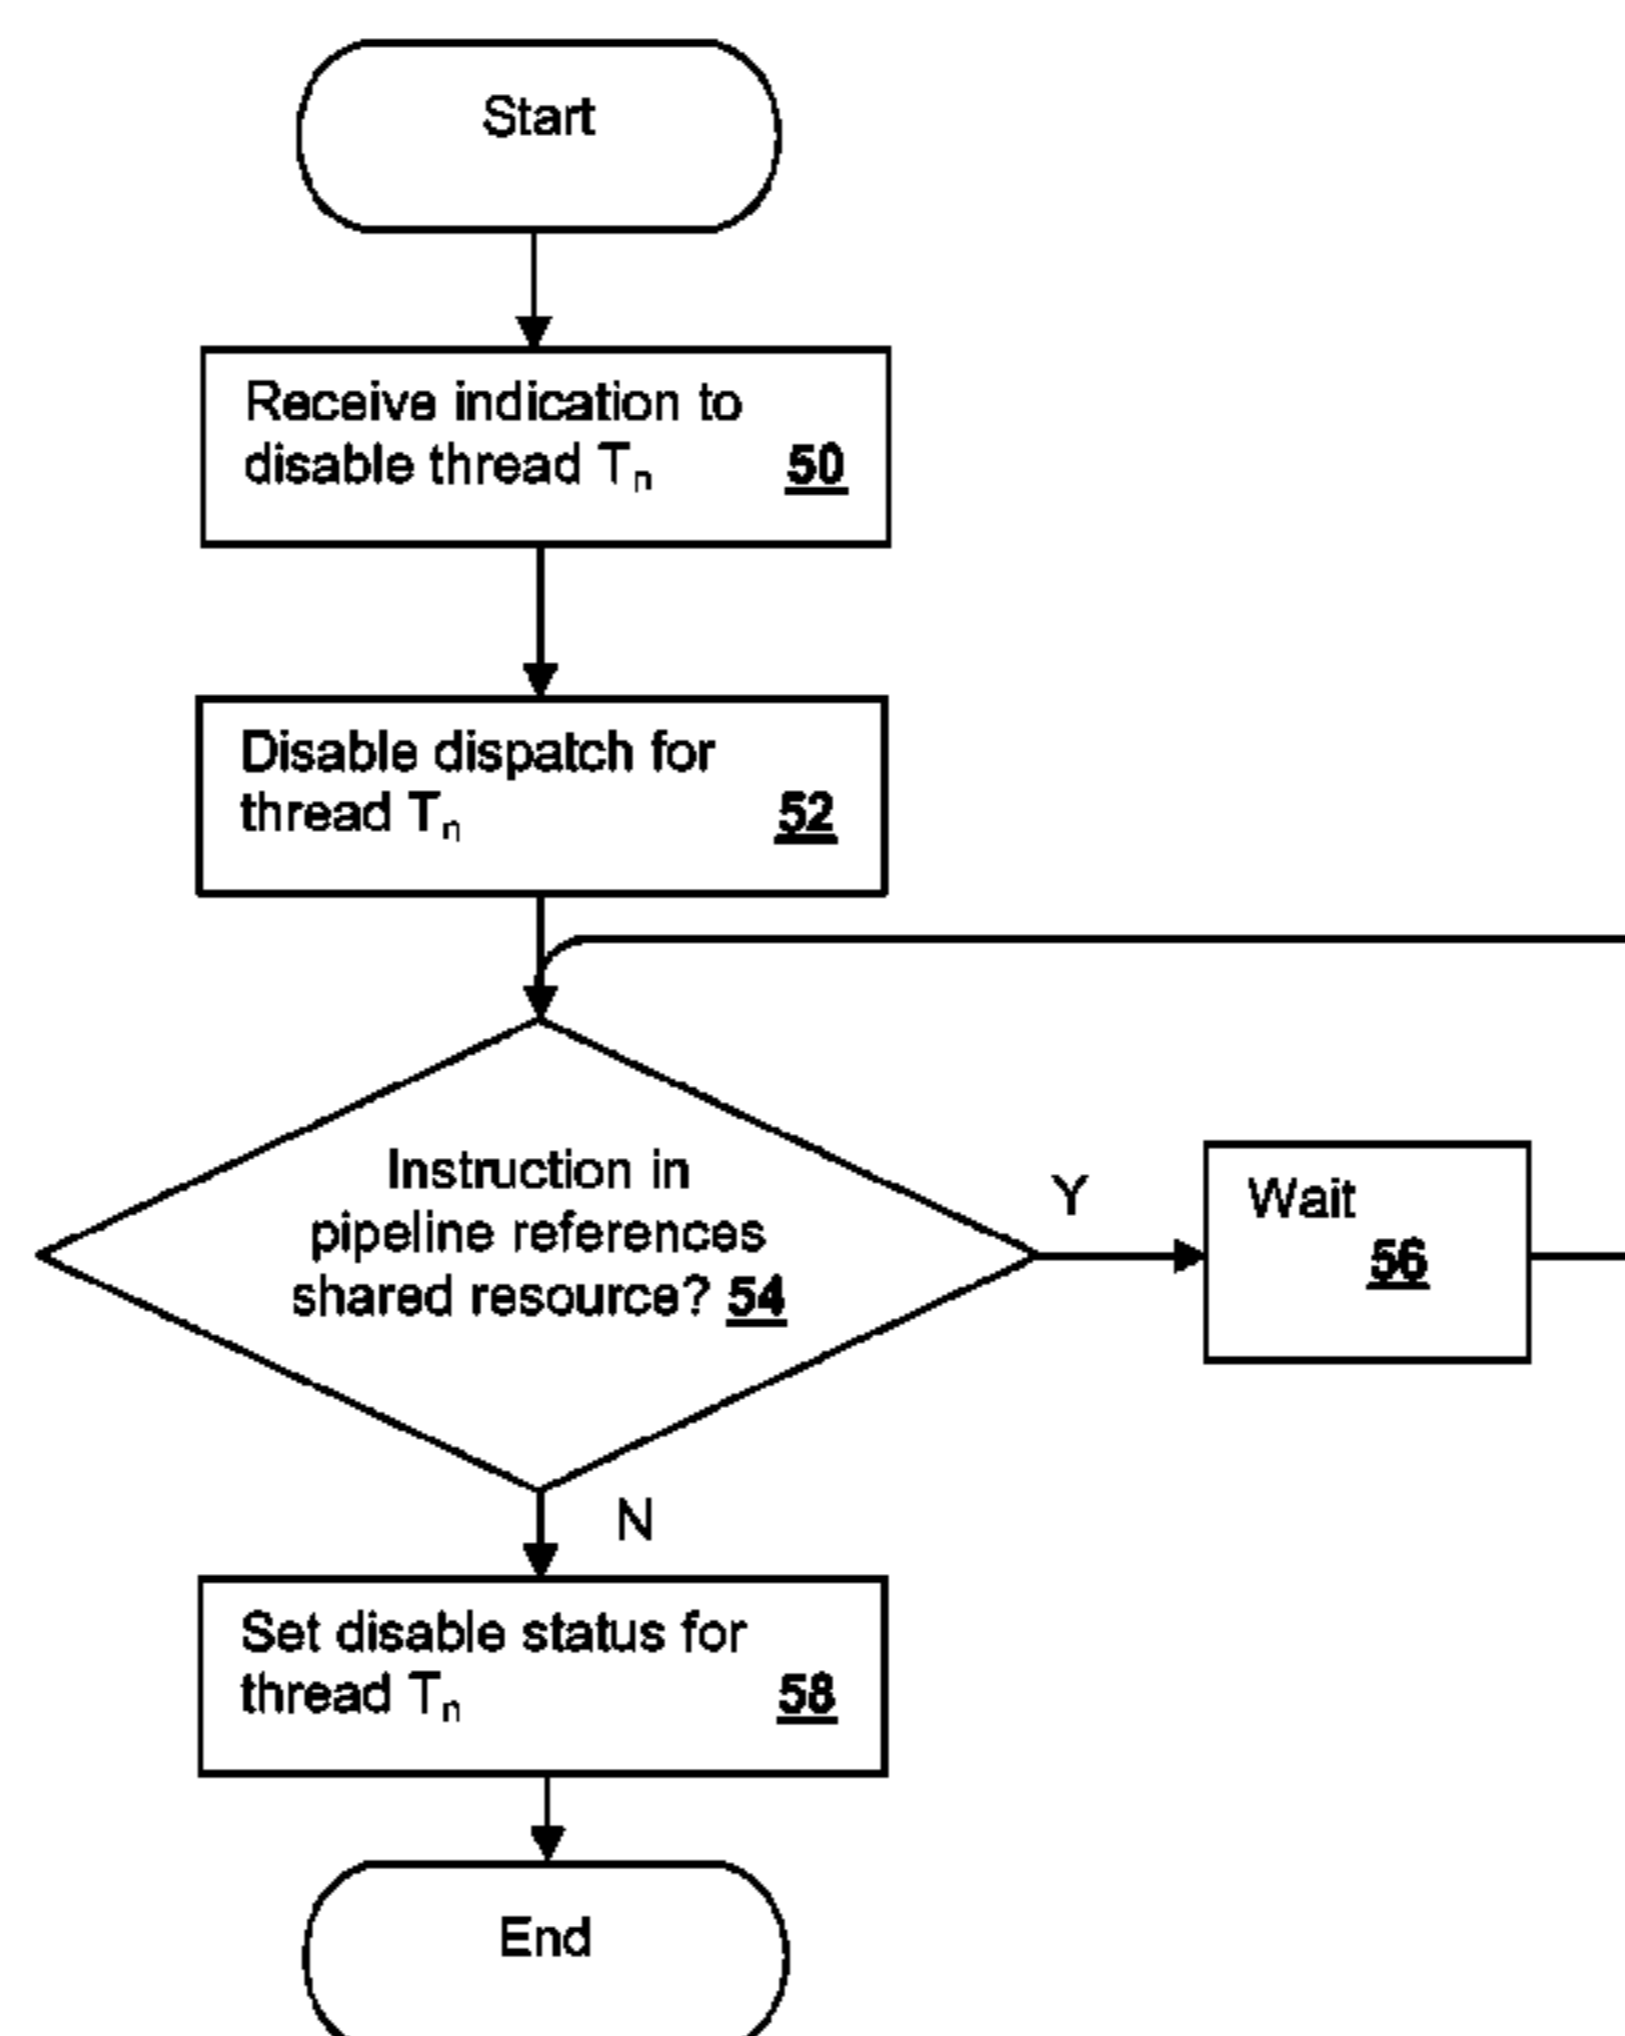 Start
Receive indication to
disable thread Tn 50
Disable dispatch for
thread Tn 52
Instruction in
pipeline references
shared resource? 54
Y
Wait
56
N
Set disable status for
thread Tn 58
End